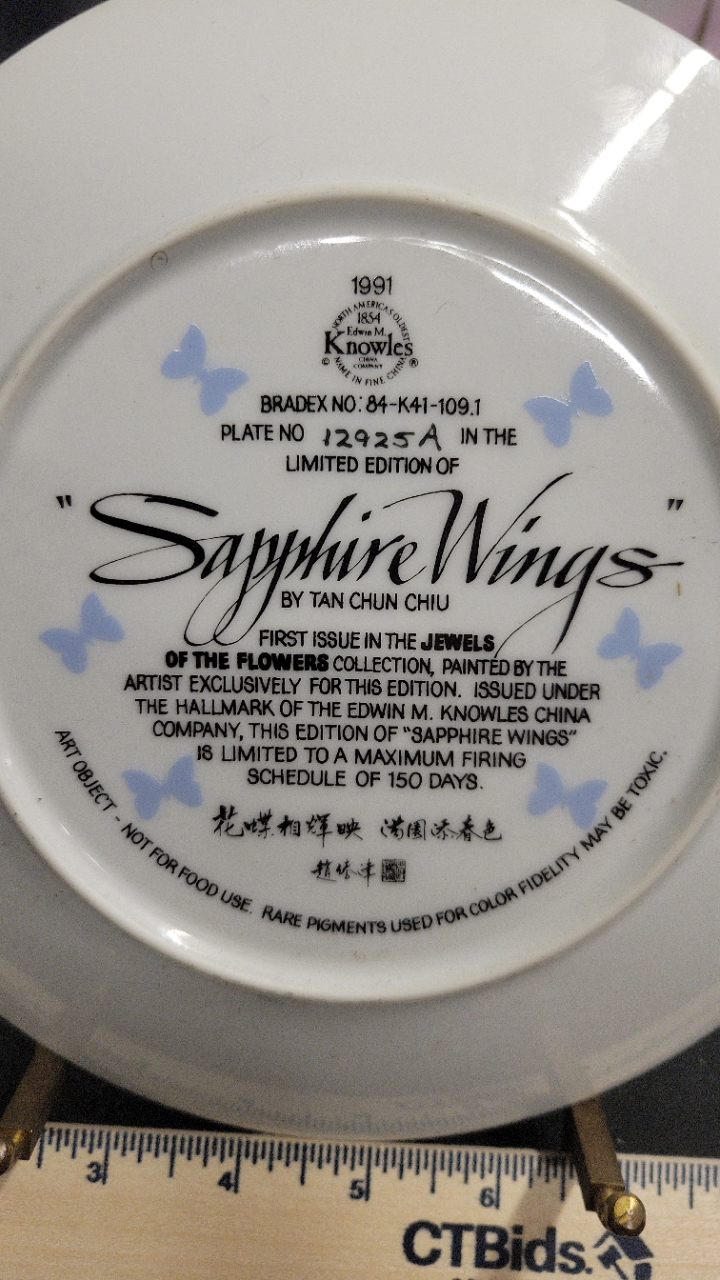 1991
NORTH AMERICA'S OLDEST
1854
Edwin M.
Knowles
CHINA
COMPANY
© NAME IN FINE CHINA ®
BRADEX NO: 84-K41-109.1
PLATE NO 12925A IN THE
LIMITED EDITION OF
"Sapphire Wings"
BY TAN CHUN CHIU
FIRST ISSUE IN THE JEWELS
OF THE FLOWERS COLLECTION, PAINTED BY THE
ARTIST EXCLUSIVELY FOR THIS EDITION. ISSUED UNDER
THE HALLMARK OF THE EDWIN M. KNOWLES CHINA
COMPANY, THIS EDITION OF "SAPPHIRE WINGS"
IS LIMITED TO A MAXIMUM FIRING
SCHEDULE OF 150 DAYS.
花蝶相輝映 满園添春色
ART OBJECT - NOT FOR FOOD USE. RARE PIGMENTS USED FOR COLOR FIDELITY MAY BE TOXIC.
3 4 5 6
CTBids.